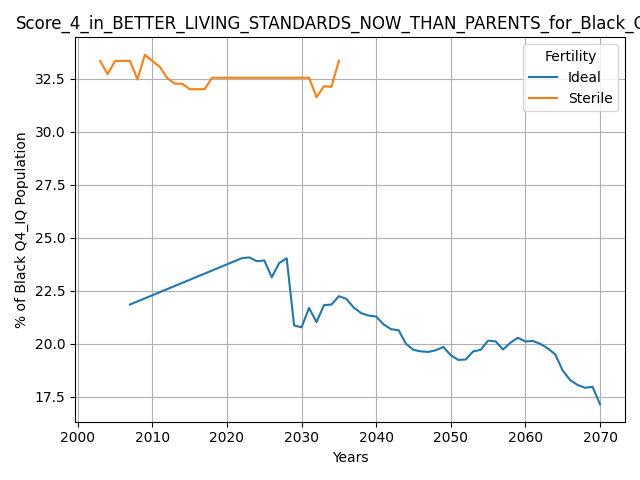 Score_4_in_BETTER_LIVING_STANDARDS_NOW_THAN_PARENTS_for_Black_Q
Fertility
Ideal
Sterile
% of Black Q4_IQ Population
32.5
30.0
27.5
25.0
22.5
20.0
17.5
2000 2010 2020 2030 2040 2050 2060 2070
Years